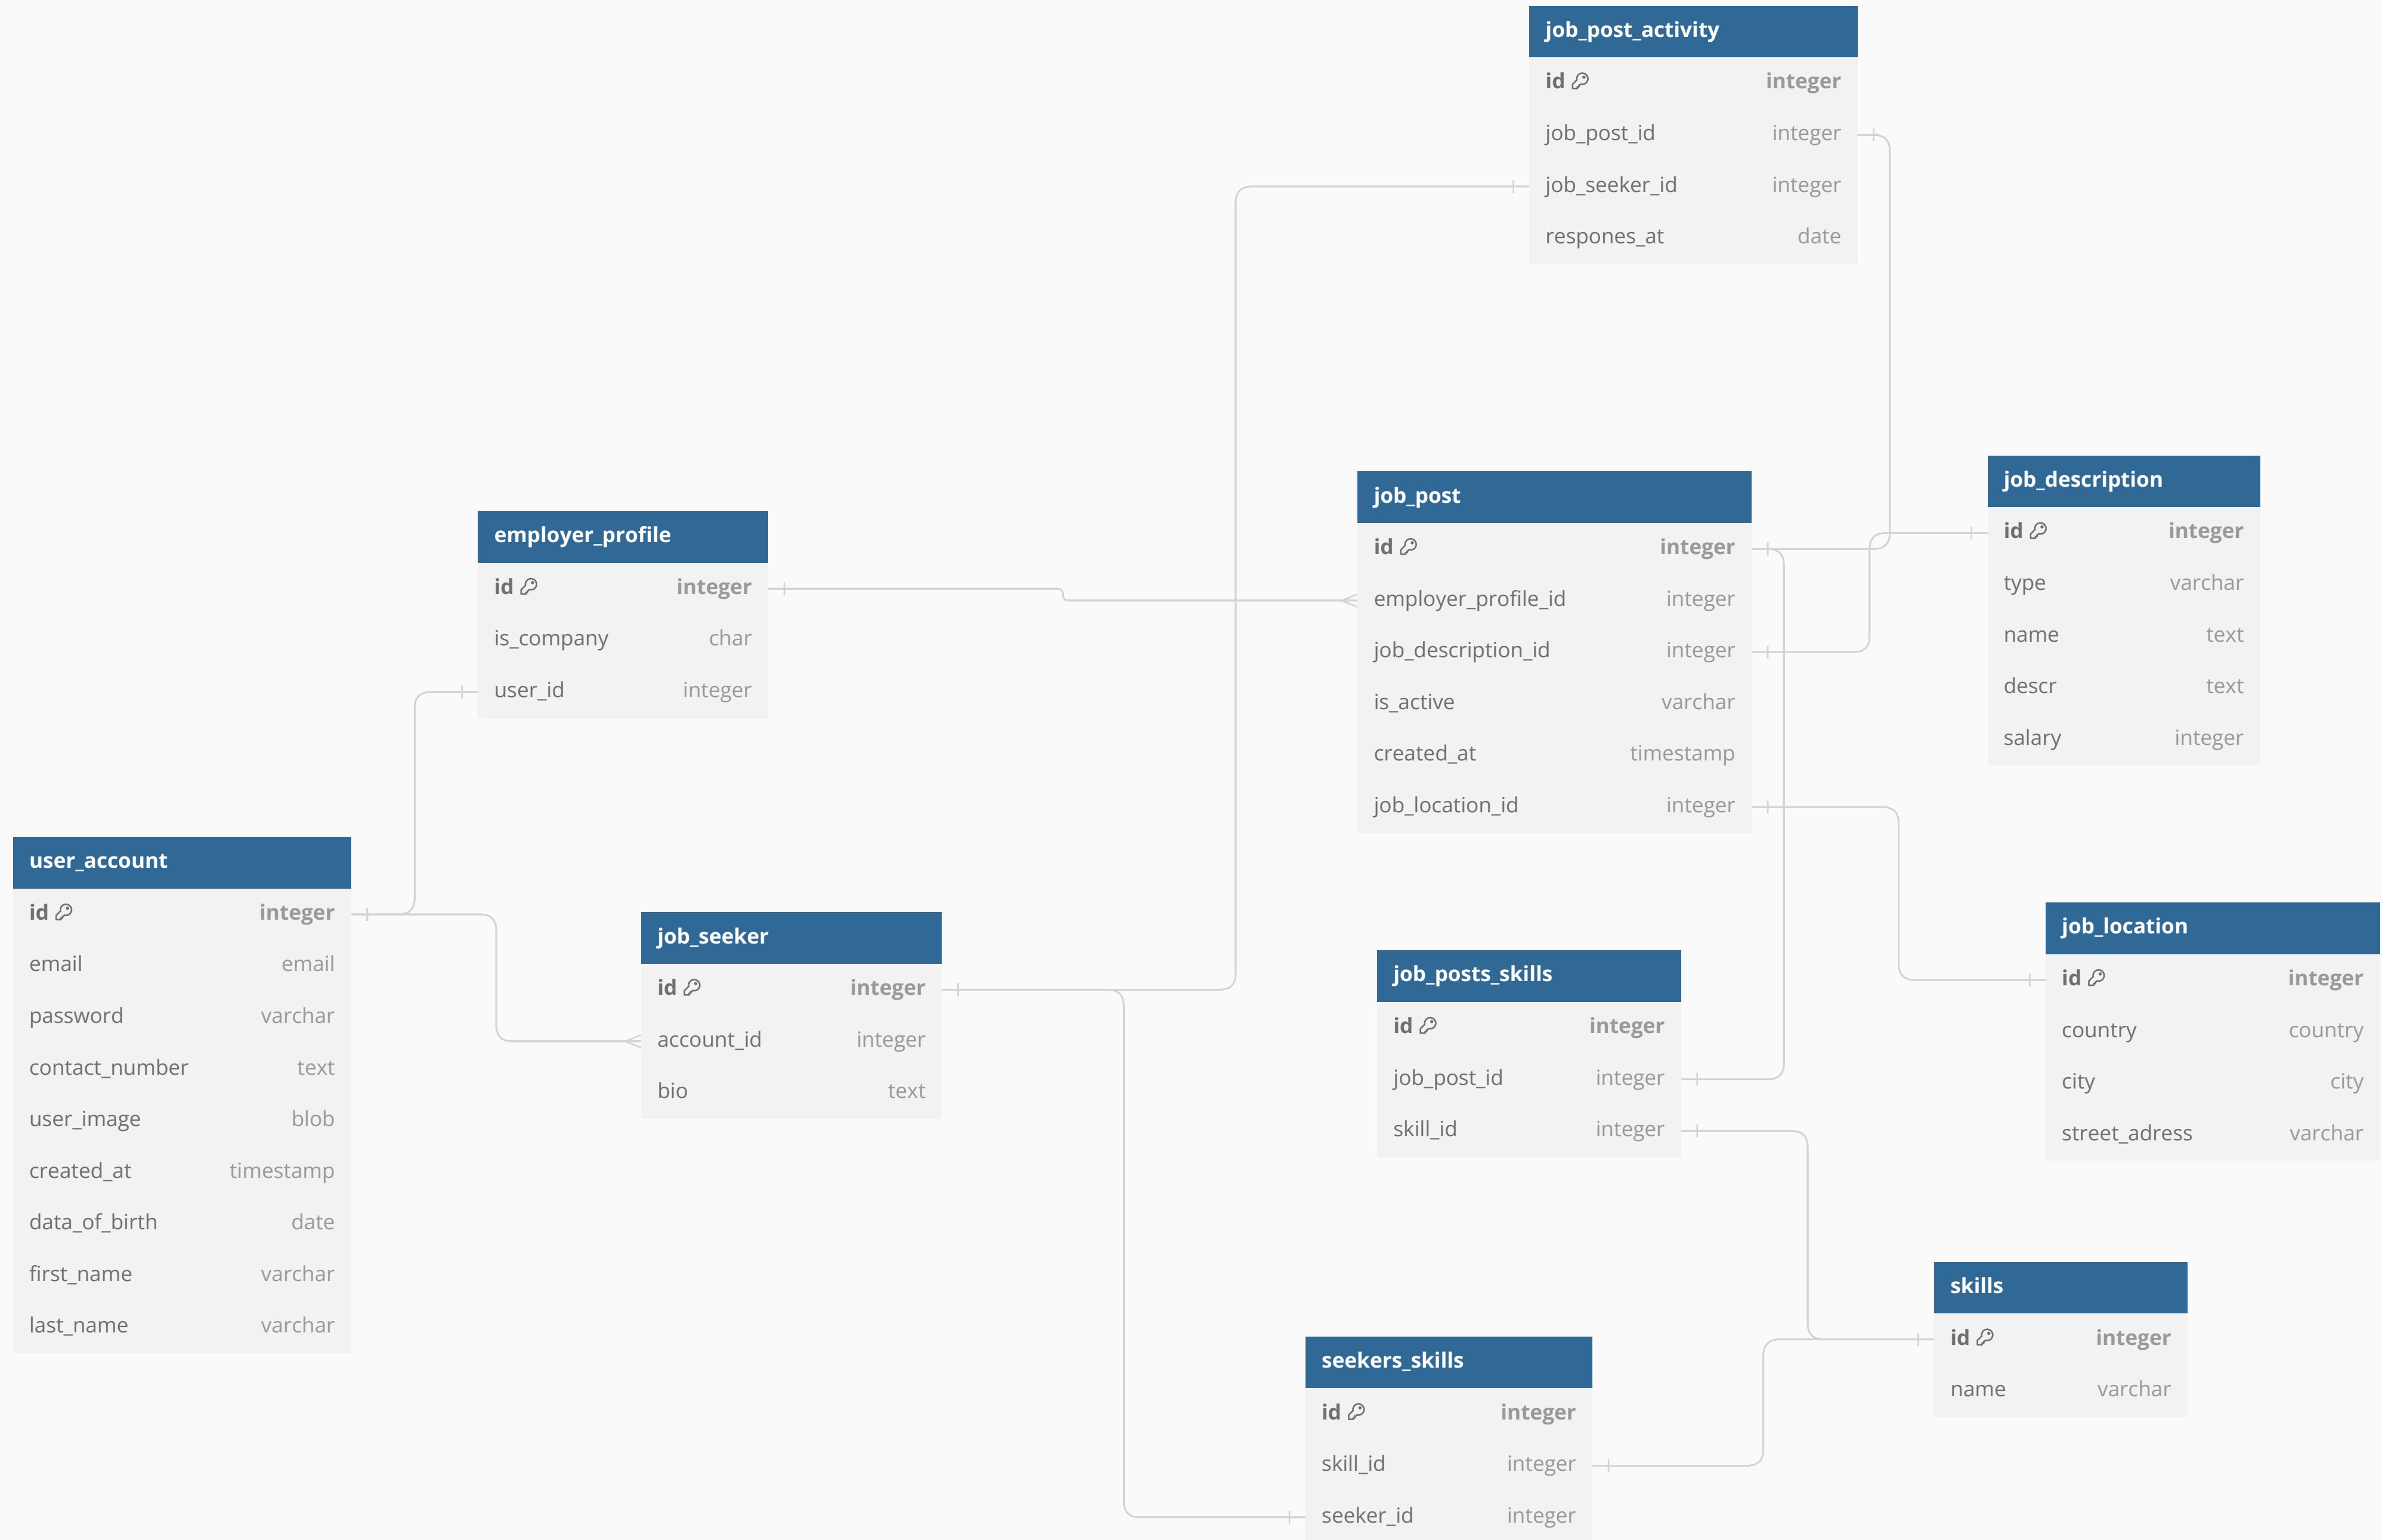 job_post_activity
id integer
job_post_id integer
job_seeker_id integer
respones_at date
job_post
id integer
employer_profile_id integer
job_description_id integer
is_active varchar
created_at timestamp
job_location_id integer
job_description
id integer
type varchar
name text
descr text
salary integer
employer_profile
id integer
is_company char
user_id integer
user_account
id integer
email email
password varchar
contact_number text
user_image blob
created_at timestamp
data_of_birth date
first_name varchar
last_name varchar
job_seeker
id integer
account_id integer
bio text
job_posts_skills
id integer
job_post_id integer
skill_id integer
job_location
id integer
country country
city city
street_adress varchar
skills
id integer
name varchar
seekers_skills
id integer
skill_id integer
seeker_id integer